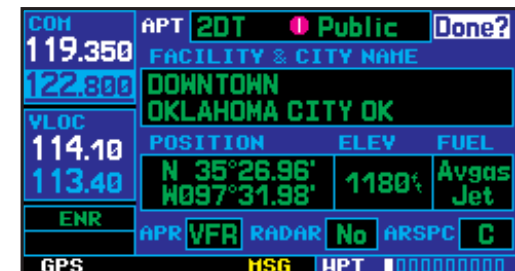 COM
119.350
122.800
VLOC
114.10
113.40
ENR
APT 2DT Public Done?
FACILITY & CITY NAME
DOWNTOWN
OKLAHOMA CITY OK
POSITION ELEV FUEL
N 35°26.96' 1180ft Avgas
W097°31.98' Jet
APR VFR RADAR No ARSPC C
GPS MSG WPT